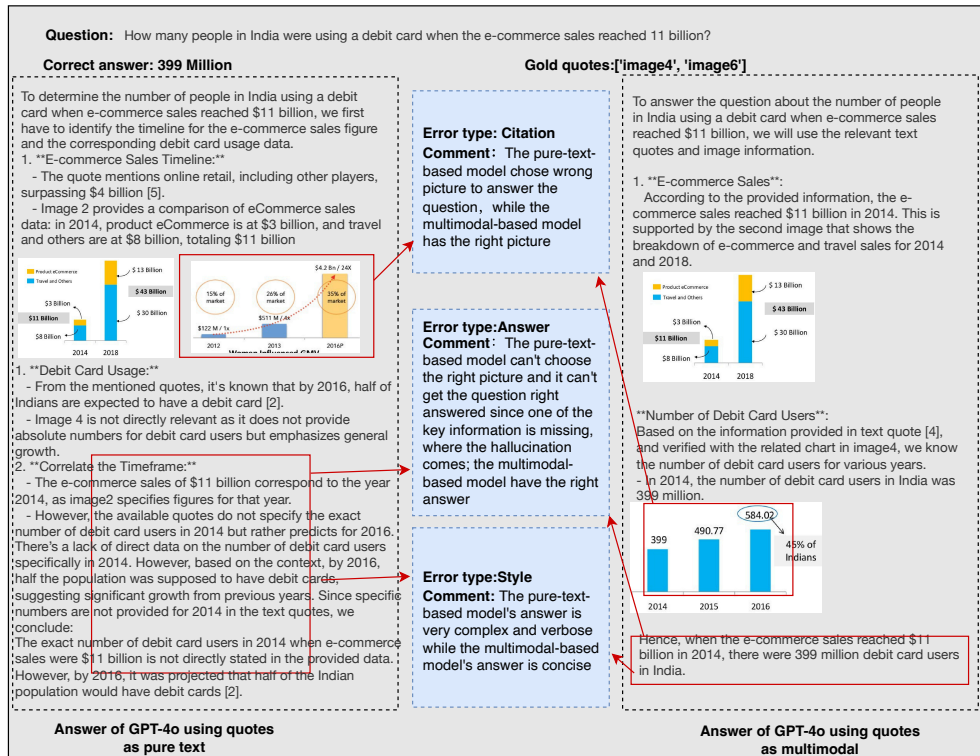 Question: How many people in India were using a debit card when the e-commerce sales reached 11 billion?
Correct answer: 399 Million
Gold quotes:['image4', 'image6']
To determine the number of people in India using a debit
card when e-commerce sales reached $11 billion, we first
have to identify the timeline for the e-commerce sales figure
and the corresponding debit card usage data.
1. **E-commerce Sales Timeline:**
- The quote mentions online retail, including other players,
surpassing $4 billion [5].
- Image 2 provides a comparison of eCommerce sales
data: in 2014, product eCommerce is at $3 billion, and travel
and others are at $8 billion, totaling $11 billion
Product eCommerce
Travel and Others
$ 13 Billion
$3 Billion
$ 43 Billion
$11 Billion
$ 30 Billion
$8 Billion
2014
2018
$4.2 Bn / 24X
15% of
market
26% of
market
35% of
market
$511 M / 4x
$122 M / 1x
2012
2013
2016P
Women Influenced GMV
1. **Debit Card Usage:**
- From the mentioned quotes, it's known that by 2016, half of
Indians are expected to have a debit card [2].
- Image 4 is not directly relevant as it does not provide
absolute numbers for debit card users but emphasizes general
growth.
2. **Correlate the Timeframe:**
- The e-commerce sales of $11 billion correspond to the year
2014, as image2 specifies figures for that year.
- However, the available quotes do not specify the exact
number of debit card users in 2014 but rather predicts for 2016.
There's a lack of direct data on the number of debit card users
specifically in 2014. However, based on the context, by 2016,
half the population was supposed to have debit cards,
suggesting significant growth from previous years. Since specific
numbers are not provided for 2014 in the text quotes, we
conclude:
The exact number of debit card users in 2014 when e-commerce
sales were $11 billion is not directly stated in the provided data.
However, by 2016, it was projected that half of the Indian
population would have debit cards [2].
Answer of GPT-4o using quotes
as pure text
Error type: Citation
Comment： The pure-text-
based model chose wrong
picture to answer the
question， while the
multimodal-based model
has the right picture
Error type:Answer
Comment： The pure-text-
based model can't choose
the right picture and it can't
get the question right
answered since one of the
key information is missing,
where the hallucination
comes; the multimodal-
based model have the right
answer
Error type:Style
Comment: The pure-text-
based model's answer is
very complex and verbose
while the multimodal-based
model's answer is concise
To answer the question about the number of people
in India using a debit card when e-commerce sales
reached $11 billion, we will use the relevant text
quotes and image information.
1. **E-commerce Sales**:
According to the provided information, the e-
commerce sales reached $11 billion in 2014. This is
supported by the second image that shows the
breakdown of e-commerce and travel sales for 2014
and 2018.
Product eCommerce
Travel and Others
$ 13 Billion
$3 Billion
$ 43 Billion
$11 Billion
$ 30 Billion
$8 Billion
2014
2018
**Number of Debit Card Users**:
Based on the information provided in text quote [4],
and verified with the related chart in image4, we know
the number of debit card users for various years.
- In 2014, the number of debit card users in India was
399 million.
584.02
490.77
399
45% of
Indians
2014
2015
2016
Hence, when the e-commerce sales reached $11
billion in 2014, there were 399 million debit card users
in India.
Answer of GPT-4o using quotes
as multimodal